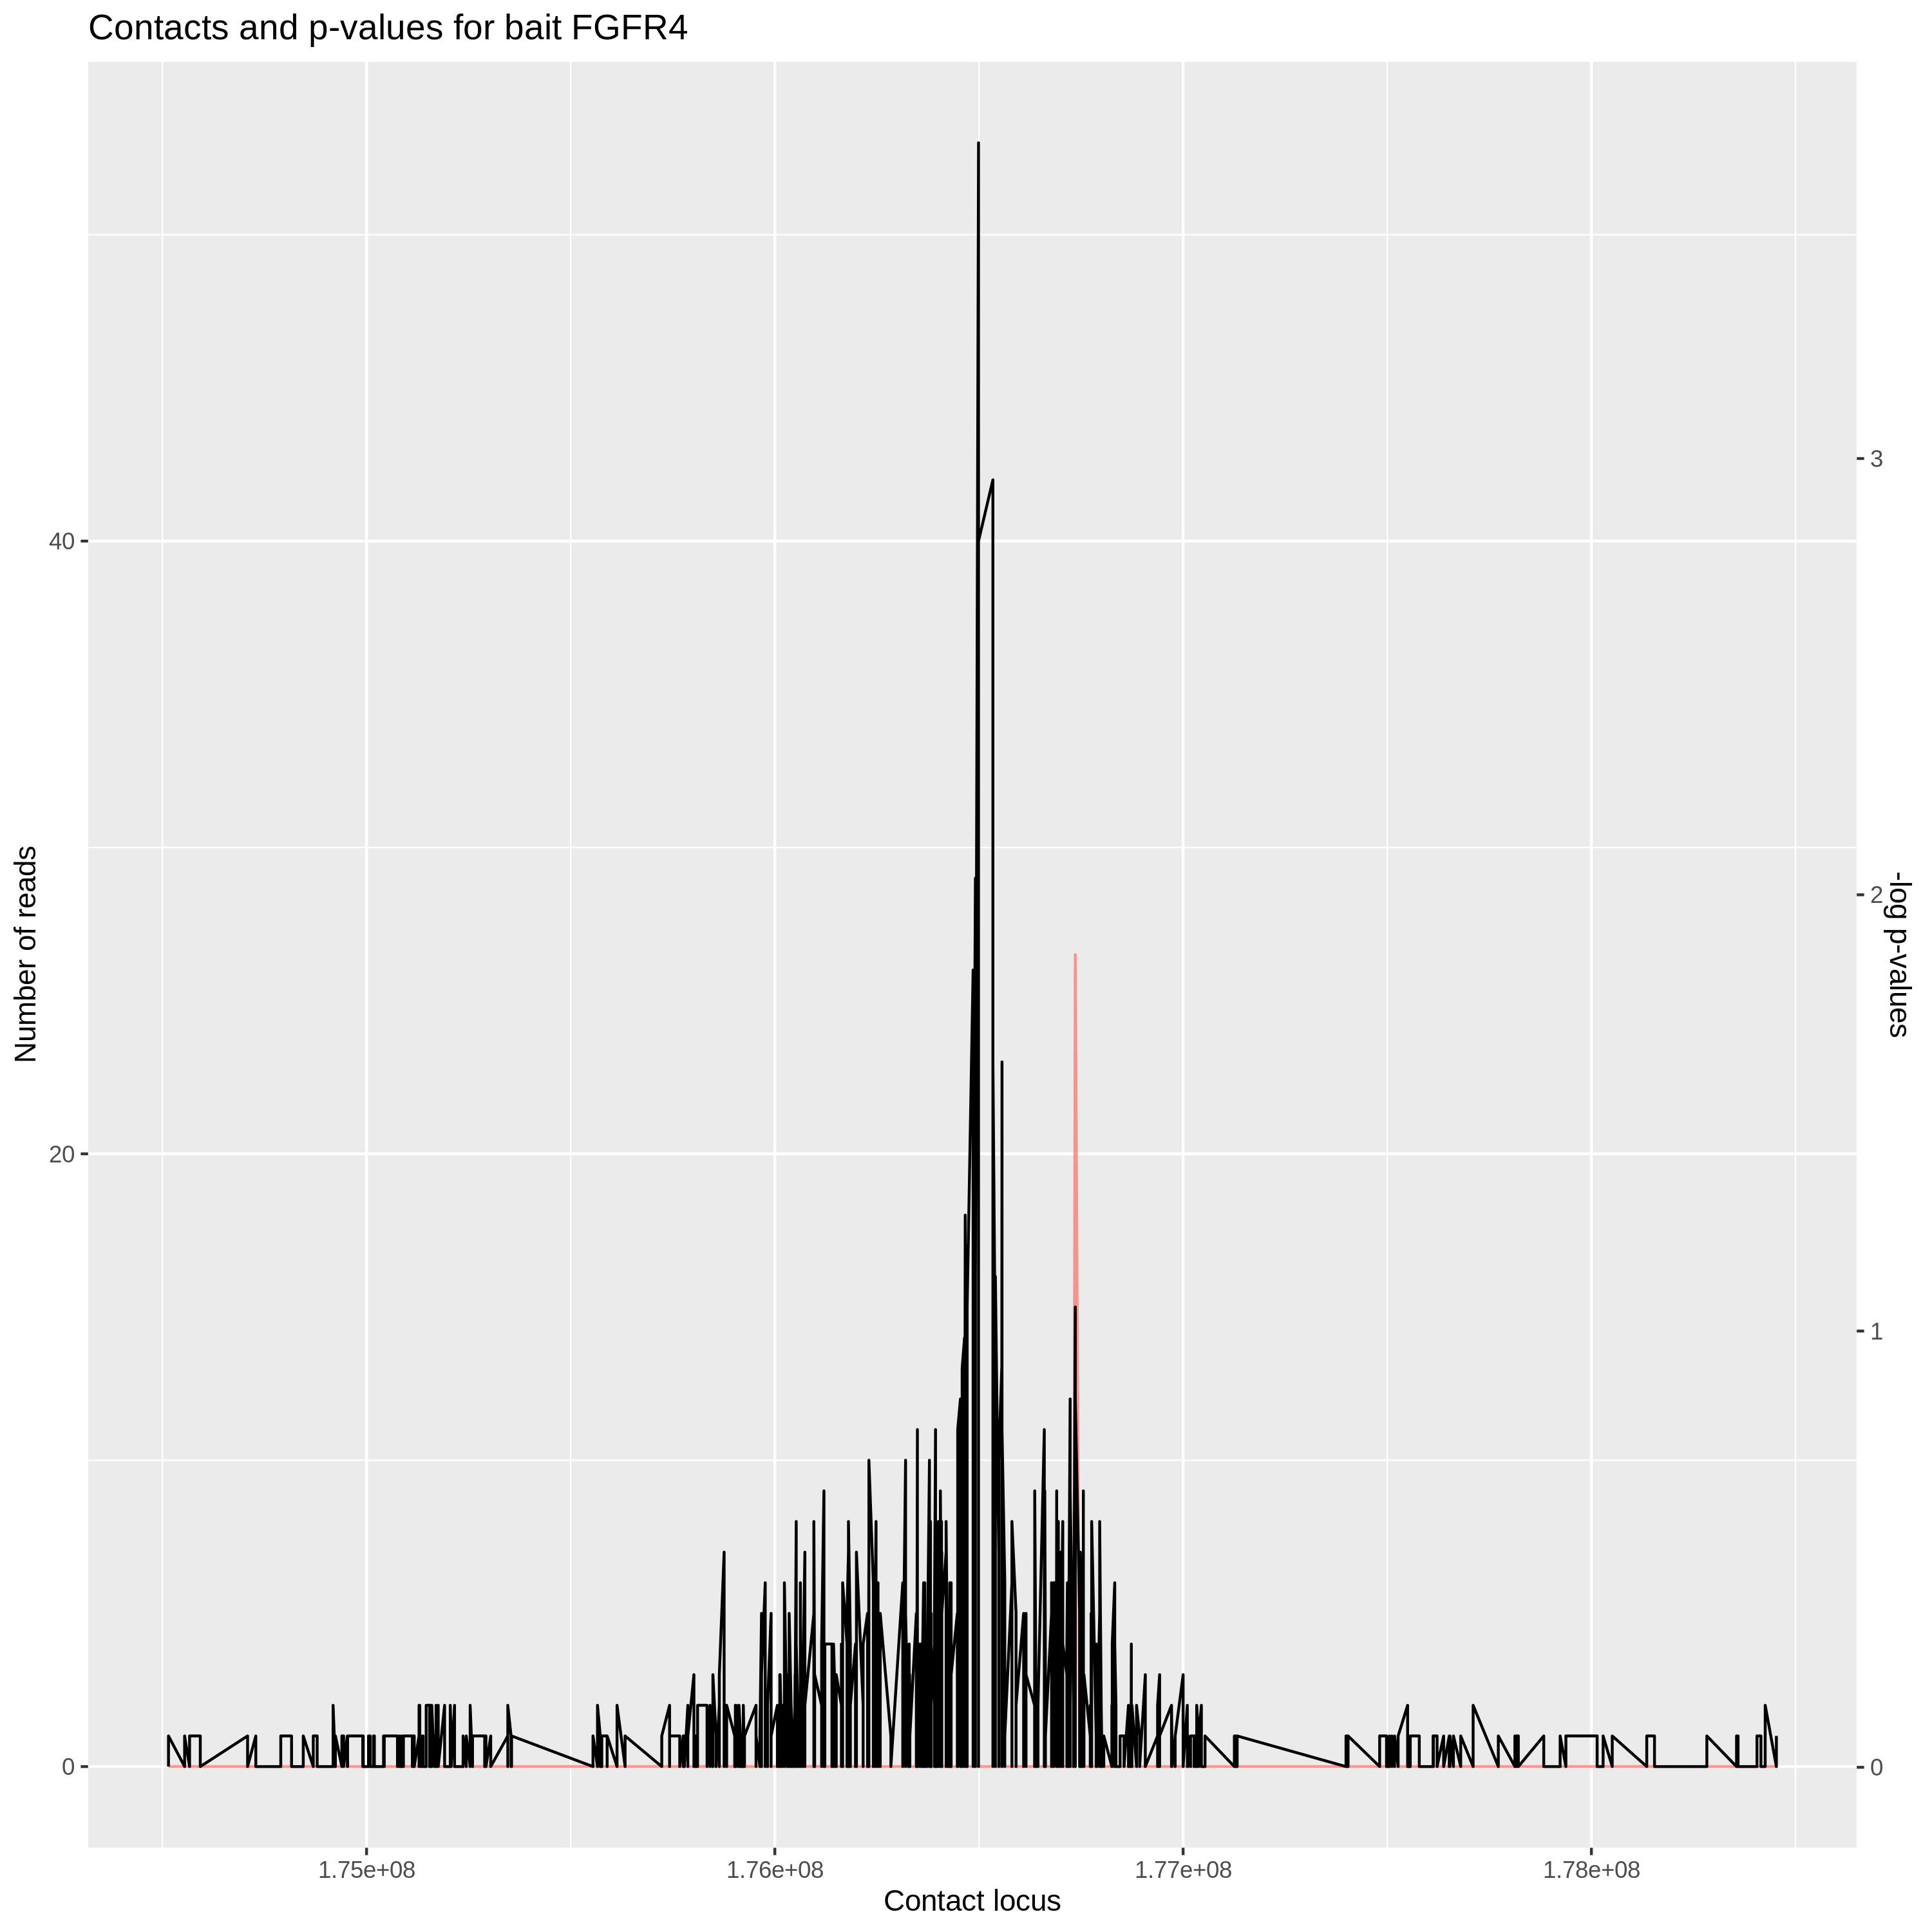 Contacts and p-values for bait FGFR4
Number of reads
40
20
0
3
2
1
0
-log p-values
1.75e+08
1.76e+08
1.77e+08
1.78e+08
Contact locus